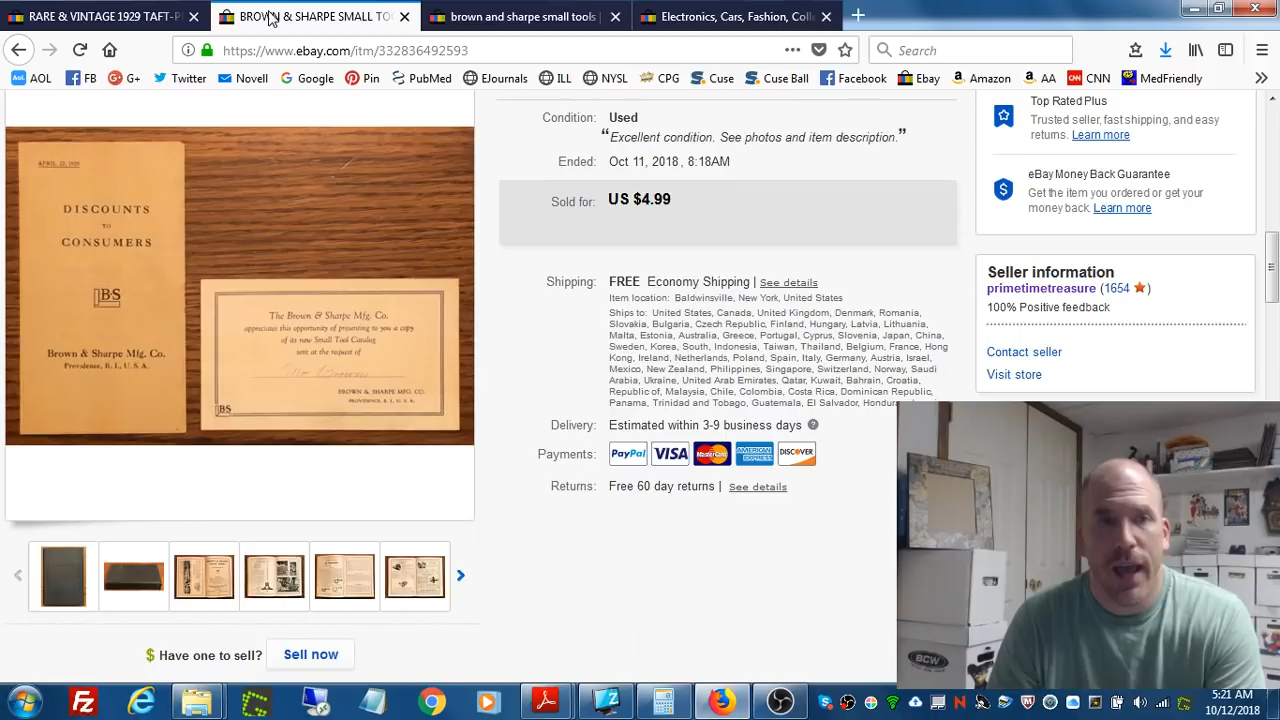 RARE & VINTAGE 1929 TAFT-P
BROWN & SHARPE SMALL TO
brown and sharpe small tools |
Electronics, Cars, Fashion, Coll
https://www.ebay.com/itm/332836492593
Search
AOL
FB
G+
Twitter
Novell
Google
Pin
PubMed
EJournals
ILL
NYSL
CPG
Cuse
Cuse Ball
Facebook
Ebay
Amazon
AA
CNN
MedFriendly
APRIL 22, 1929
DISCOUNTS
TO
CONSUMERS
BS
Brown & Sharpe Mfg. Co.
Providence, R. I., U. S. A.
The Brown & Sharpe Mfg. Co.
appreciates this opportunity of presenting to you a copy
of its new Small Tool Catalog
sent at the request of
BROWN & SHARPE MFG. CO.
PROVIDENCE, R. I., U. S. A.
BS
Have one to sell?
Sell now
Condition: Used
“Excellent condition. See photos and item description.”
Ended: Oct 11, 2018 , 8:18AM
Sold for: US $4.99
Shipping: FREE Economy Shipping | See details
Item location: Baldwinsville, New York, United States
Ships to: United States, Canada, United Kingdom, Denmark, Romania,
Slovakia, Bulgaria, Czech Republic, Finland, Hungary, Latvia, Lithuania,
Malta, Estonia, Australia, Greece, Portugal, Cyprus, Slovenia, Japan, China,
Sweden, Korea, South, Indonesia, Taiwan, Thailand, Belgium, France, Hong
Kong, Ireland, Netherlands, Poland, Spain, Italy, Germany, Austria, Israel,
Mexico, New Zealand, Philippines, Singapore, Switzerland, Norway, Saudi
Arabia, Ukraine, United Arab Emirates, Qatar, Kuwait, Bahrain, Croatia,
Republic of, Malaysia, Chile, Colombia, Costa Rica, Dominican Republic,
Panama, Trinidad and Tobago, Guatemala, El Salvador, Hondur
Delivery: Estimated within 3-9 business days
Payments: PayPal VISA MasterCard AMERICAN EXPRESS DISCOVER
Returns: Free 60 day returns | See details
Top Rated Plus
Trusted seller, fast shipping, and easy
returns. Learn more
eBay Money Back Guarantee
Get the item you ordered or get your
money back. Learn more
Seller information
primetimetreasure (1654 )
100% Positive feedback
Contact seller
Visit store
BCW
5:21 AM
10/12/2018